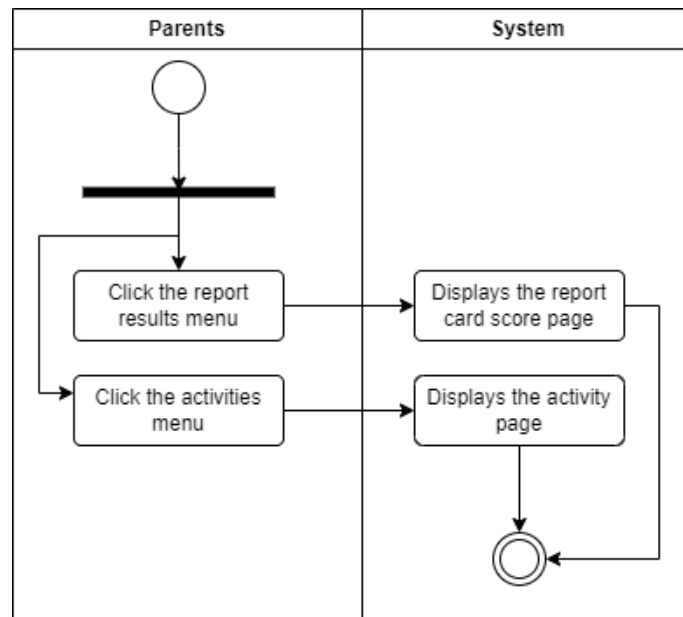 Parents
System
Click the report
results menu
Displays the report
card score page
Click the activities
menu
Displays the activity
page